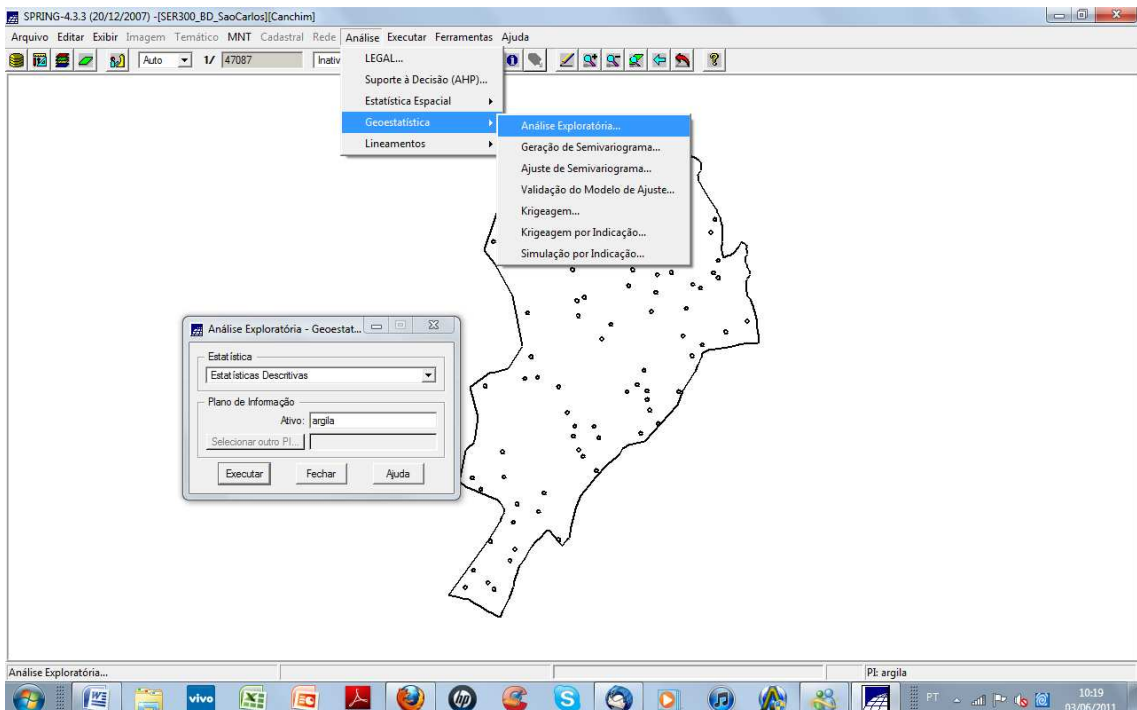 SPRING-4.3.3 (20/12/2007) -[SER300_BD_SaoCarlos][Canchim]
Arquivo Editar Exibir Imagem Temático MNT Cadastral Rede Análise Executar Ferramentas Ajuda
Auto 1/ 47087 Inativ
LEGAL...
Suporte à Decisão (AHP)...
Estatística Espacial
Geoestatística
Lineamentos
Análise Exploratória...
Geração de Semivariograma...
Ajuste de Semivariograma...
Validação do Modelo de Ajuste...
Krigeagem...
Krigeagem por Indicação...
Simulação por Indicação...
Análise Exploratória - Geoestat...
Estatística
Estatísticas Descritivas
Plano de Informação
Ativo: argila
Selecionar outro PI...
Executar Fechar Ajuda
Análise Exploratória... PI: argila
vivo hp PT 10:19
03/06/2011